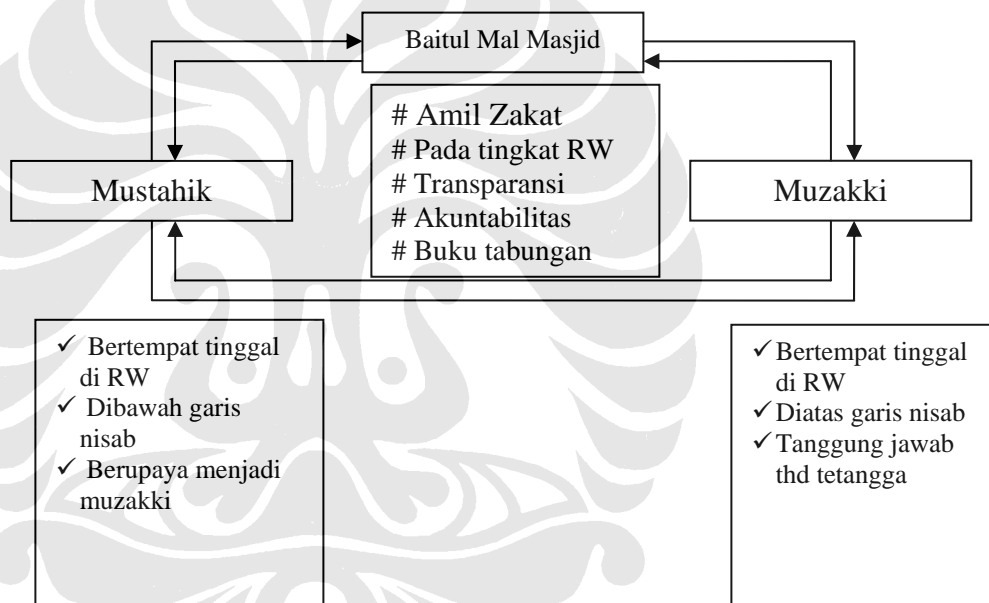 Baitul Mal Masjid
# Amil Zakat
# Pada tingkat RW
# Transparansi
# Akuntabilitas
# Buku tabungan
Mustahik
Muzakki
✓ Bertempat tinggal
di RW
✓ Dibawah garis
nisab
✓ Berupaya menjadi
muzakki
✓ Bertempat tinggal
di RW
✓ Diatas garis nisab
✓ Tanggung jawab
thd tetangga